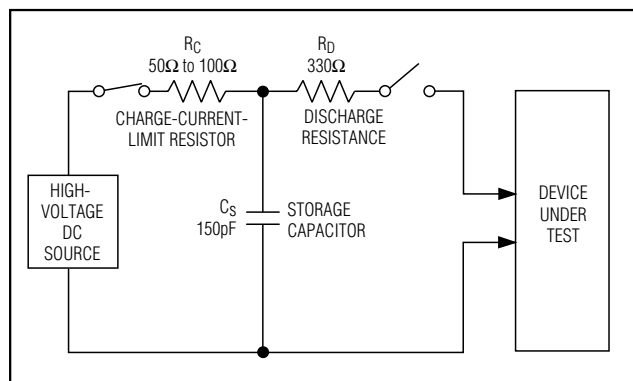 R_C
50Ω to 100Ω
CHARGE-CURRENT-
LIMIT RESISTOR
R_D
330Ω
DISCHARGE
RESISTANCE
HIGH-
VOLTAGE
DC
SOURCE
C_S
150pF
STORAGE
CAPACITOR
DEVICE
UNDER
TEST